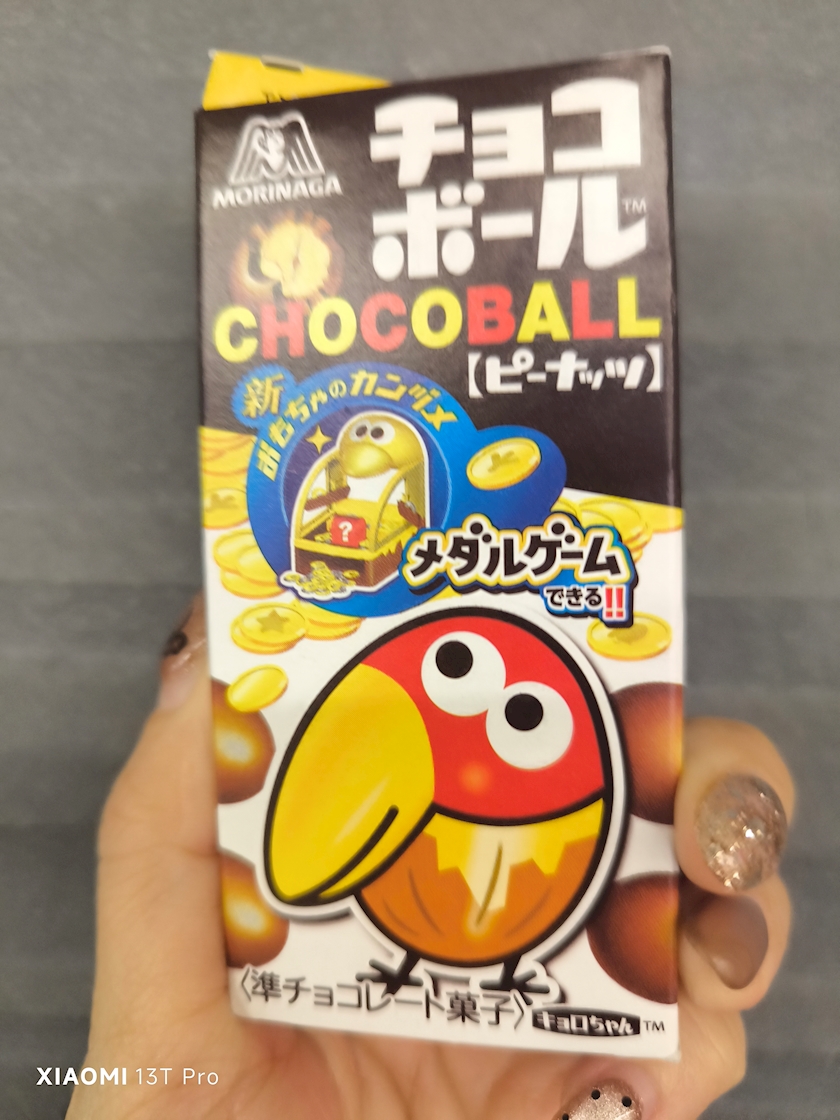 MORINAGA
チョコ
ボール™
CHOCOBALL
【ピーナッツ】
新
おもちゃのカンヅメ
?
メダルゲーム
できる!!
〈準チョコレート菓子〉
キョロちゃん™
XIAOMI 13T Pro